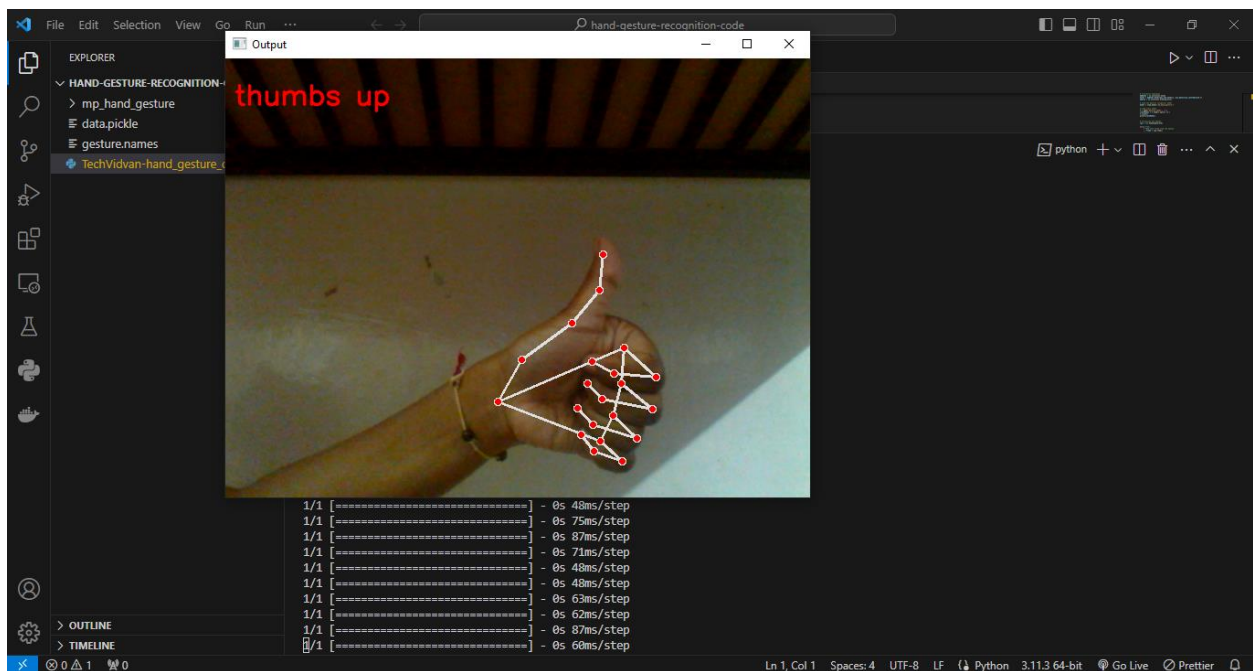 File Edit Selection View Go Run ...
hand-gesture-recognition-code
Output
EXPLORER
HAND-GESTURE-RECOGNITION-
mp_hand_gesture
data.pickle
gesture.names
TechVidvan-hand_gesture_
thumbs up
python
1/1 [==============================] - 0s 48ms/step
1/1 [==============================] - 0s 75ms/step
1/1 [==============================] - 0s 87ms/step
1/1 [==============================] - 0s 71ms/step
1/1 [==============================] - 0s 48ms/step
1/1 [==============================] - 0s 48ms/step
1/1 [==============================] - 0s 63ms/step
1/1 [==============================] - 0s 62ms/step
1/1 [==============================] - 0s 87ms/step
1/1 [==============================] - 0s 60ms/step
OUTLINE
TIMELINE
0 1 0 Ln 1, Col 1 Spaces: 4 UTF-8 LF Python 3.11.3 64-bit Go Live Prettier